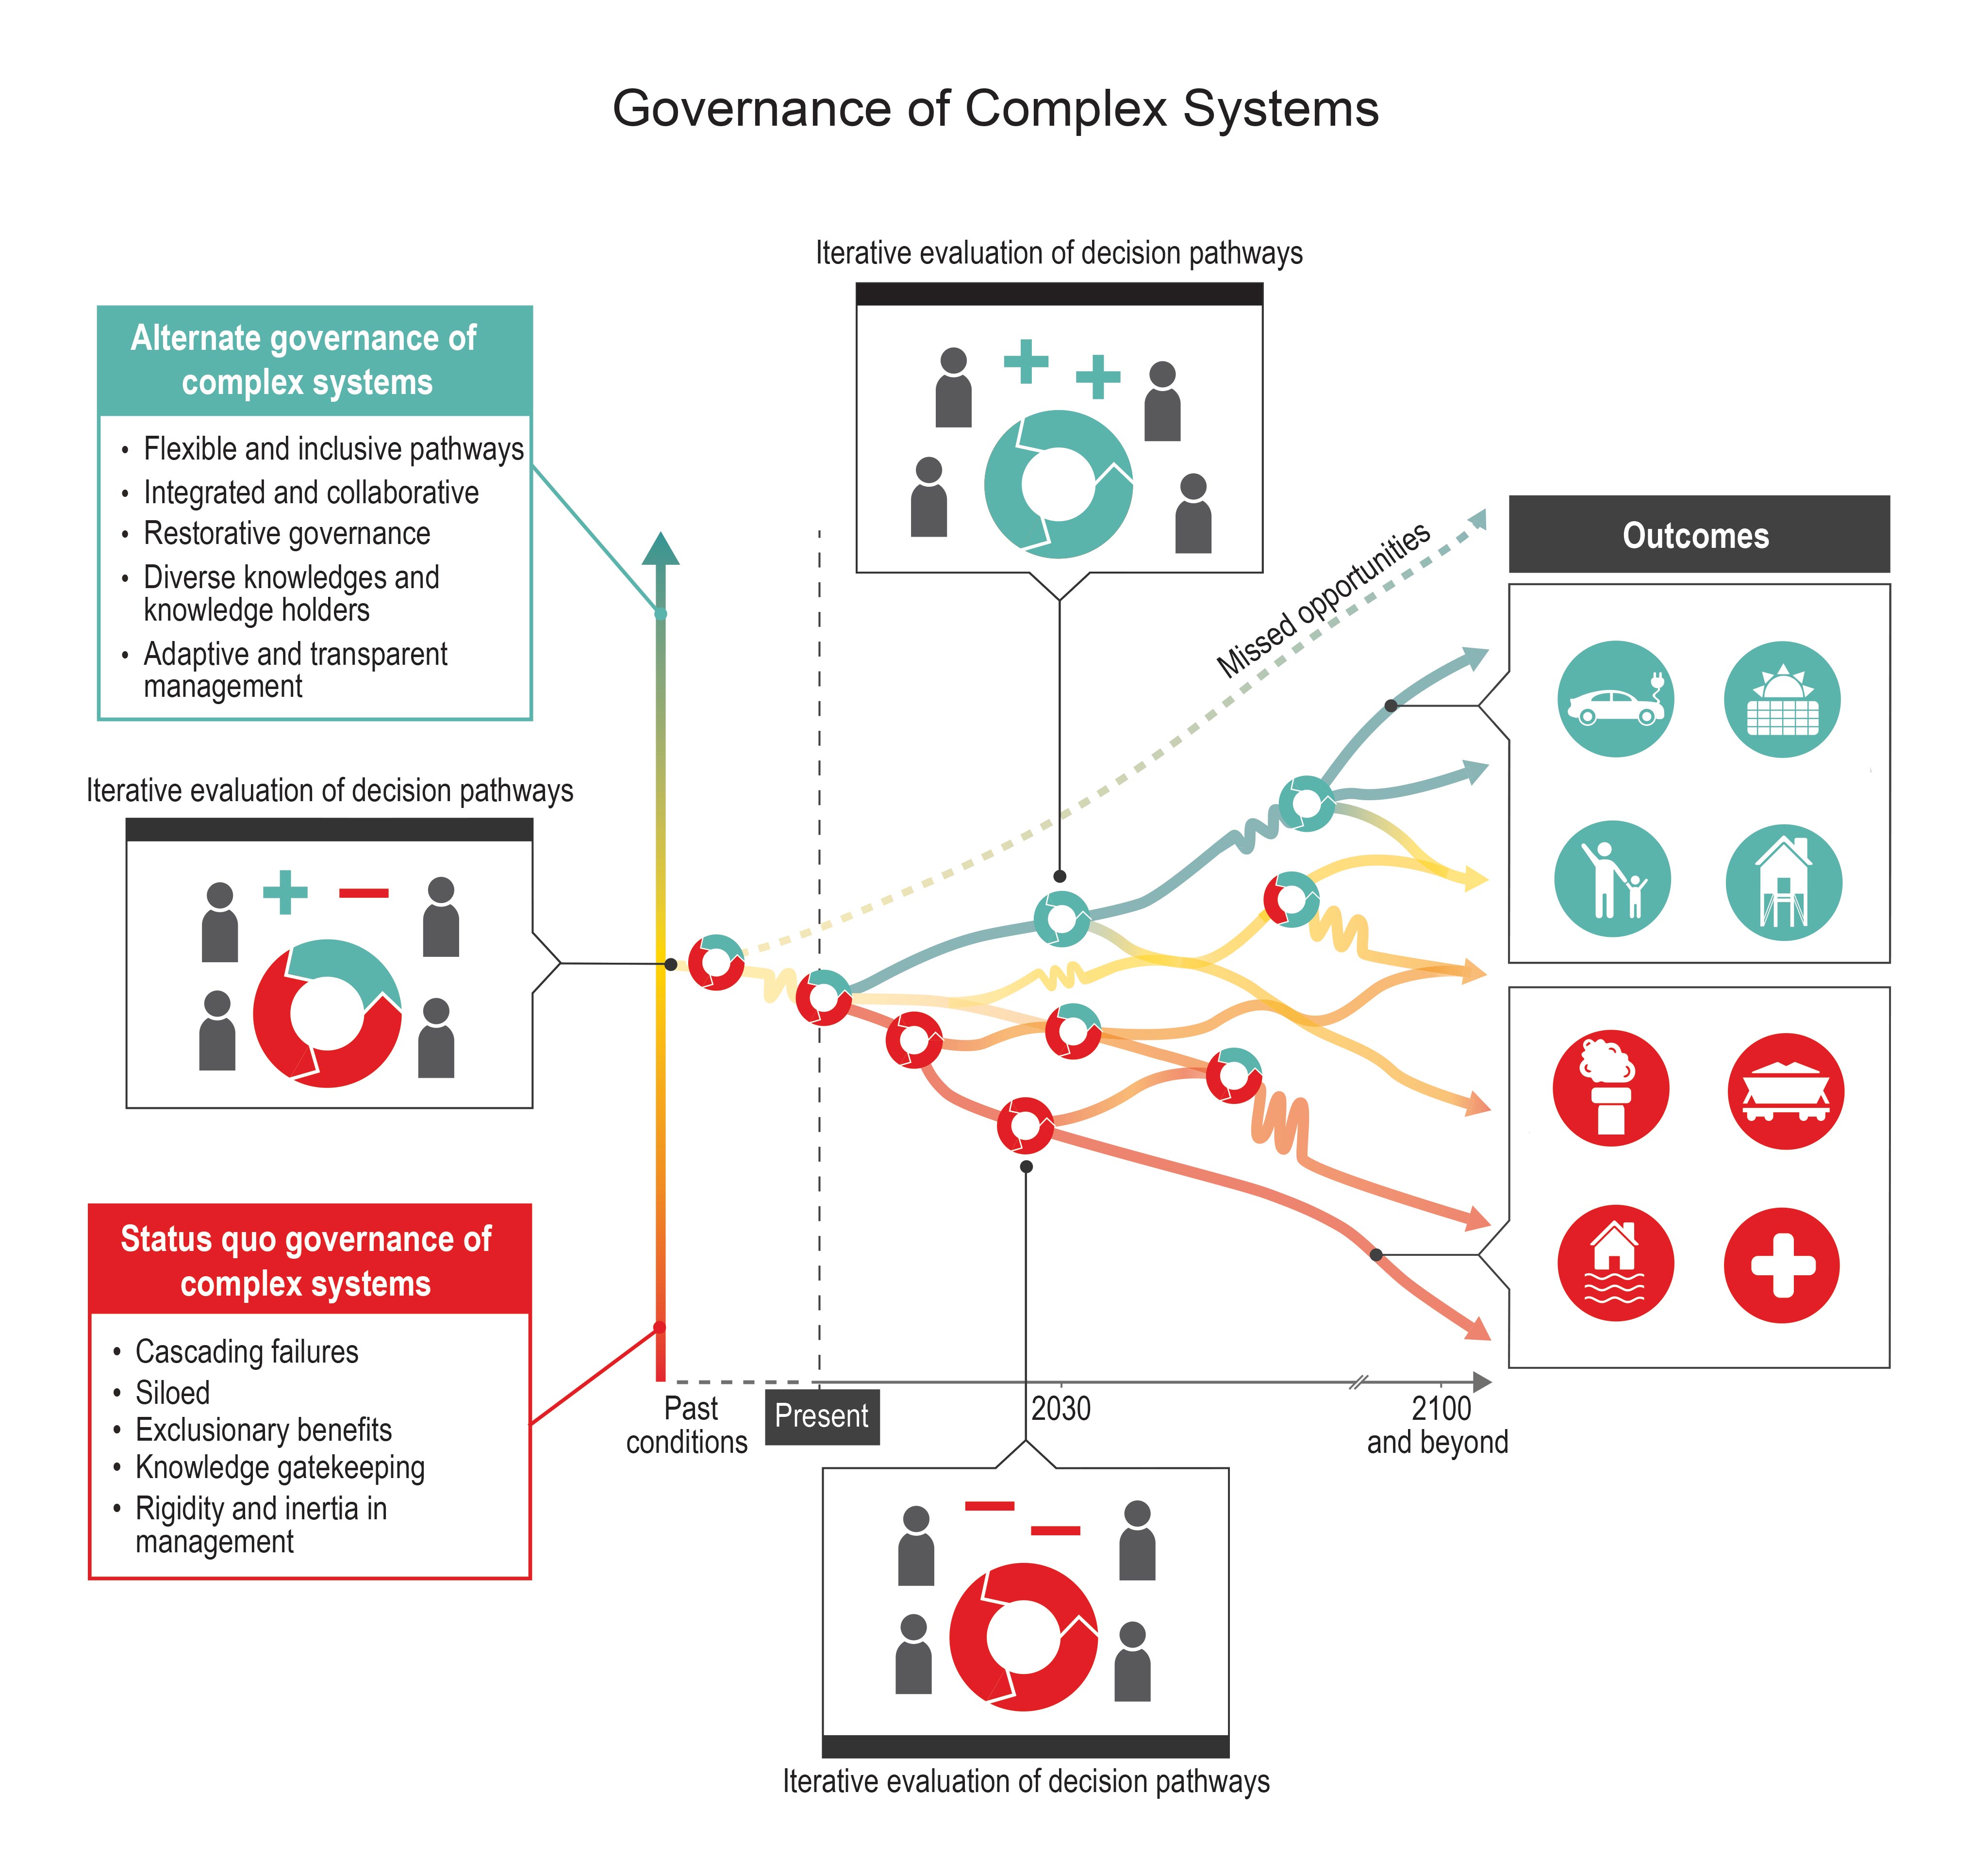 Governance of Complex Systems
Iterative evaluation of decision pathways
Alternate governance of
complex systems
• Flexible and inclusive pathways
• Integrated and collaborative
• Restorative governance
• Diverse knowledges and
knowledge holders
• Adaptive and transparent
management
Missed opportunities
Outcomes
Iterative evaluation of decision pathways
Status quo governance of
complex systems
• Cascading failures
• Siloed
• Exclusionary benefits
• Knowledge gatekeeping
• Rigidity and inertia in
management
Past
conditions
Present
2030
2100
and beyond
Iterative evaluation of decision pathways